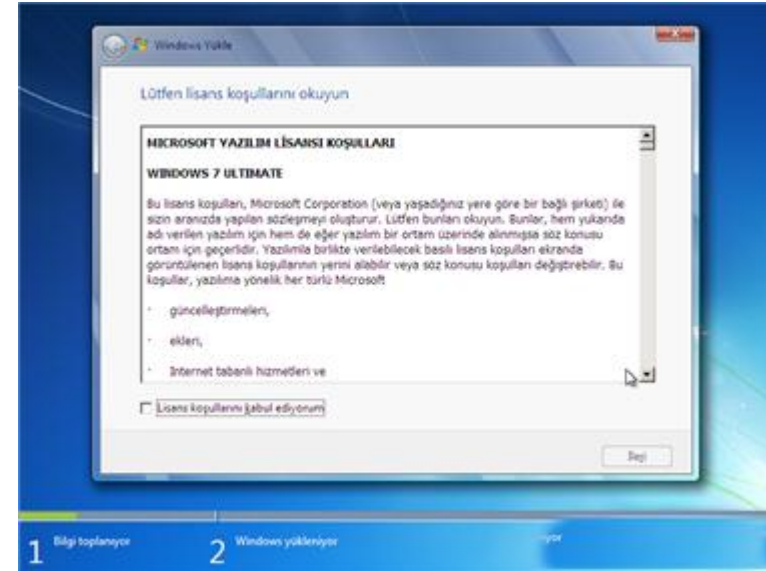 Windows Yükle
Lütfen lisans koşullarını okuyun
MICROSOFT YAZILIM LİSANSI KOŞULLARI
WINDOWS 7 ULTIMATE
Bu lisans koşulları, Microsoft Corporation (veya yaşadığınız yere göre bir bağlı şirketi) ile
sizin aranızda yapılan sözleşmeyi oluşturur. Lütfen bunları okuyun. Bunlar, hem yukarıda
adı verilen yazılım için hem de eğer yazılım bir ortam üzerinde alınmışsa söz konusu
ortam için geçerlidir. Yazılımla birlikte verilebilecek basılı lisans koşulları ekranda
görüntülenen lisans koşullarının yerini alabilir veya söz konusu koşulları değiştirebilir. Bu
koşullar, yazılıma yönelik her türlü Microsoft
· güncelleştirmeleri,
· ekleri,
· Internet tabanlı hizmetleri ve
Lisans koşullarını kabul ediyorum
İleri
1 Bilgi toplanıyor
2 Windows yükleniyor